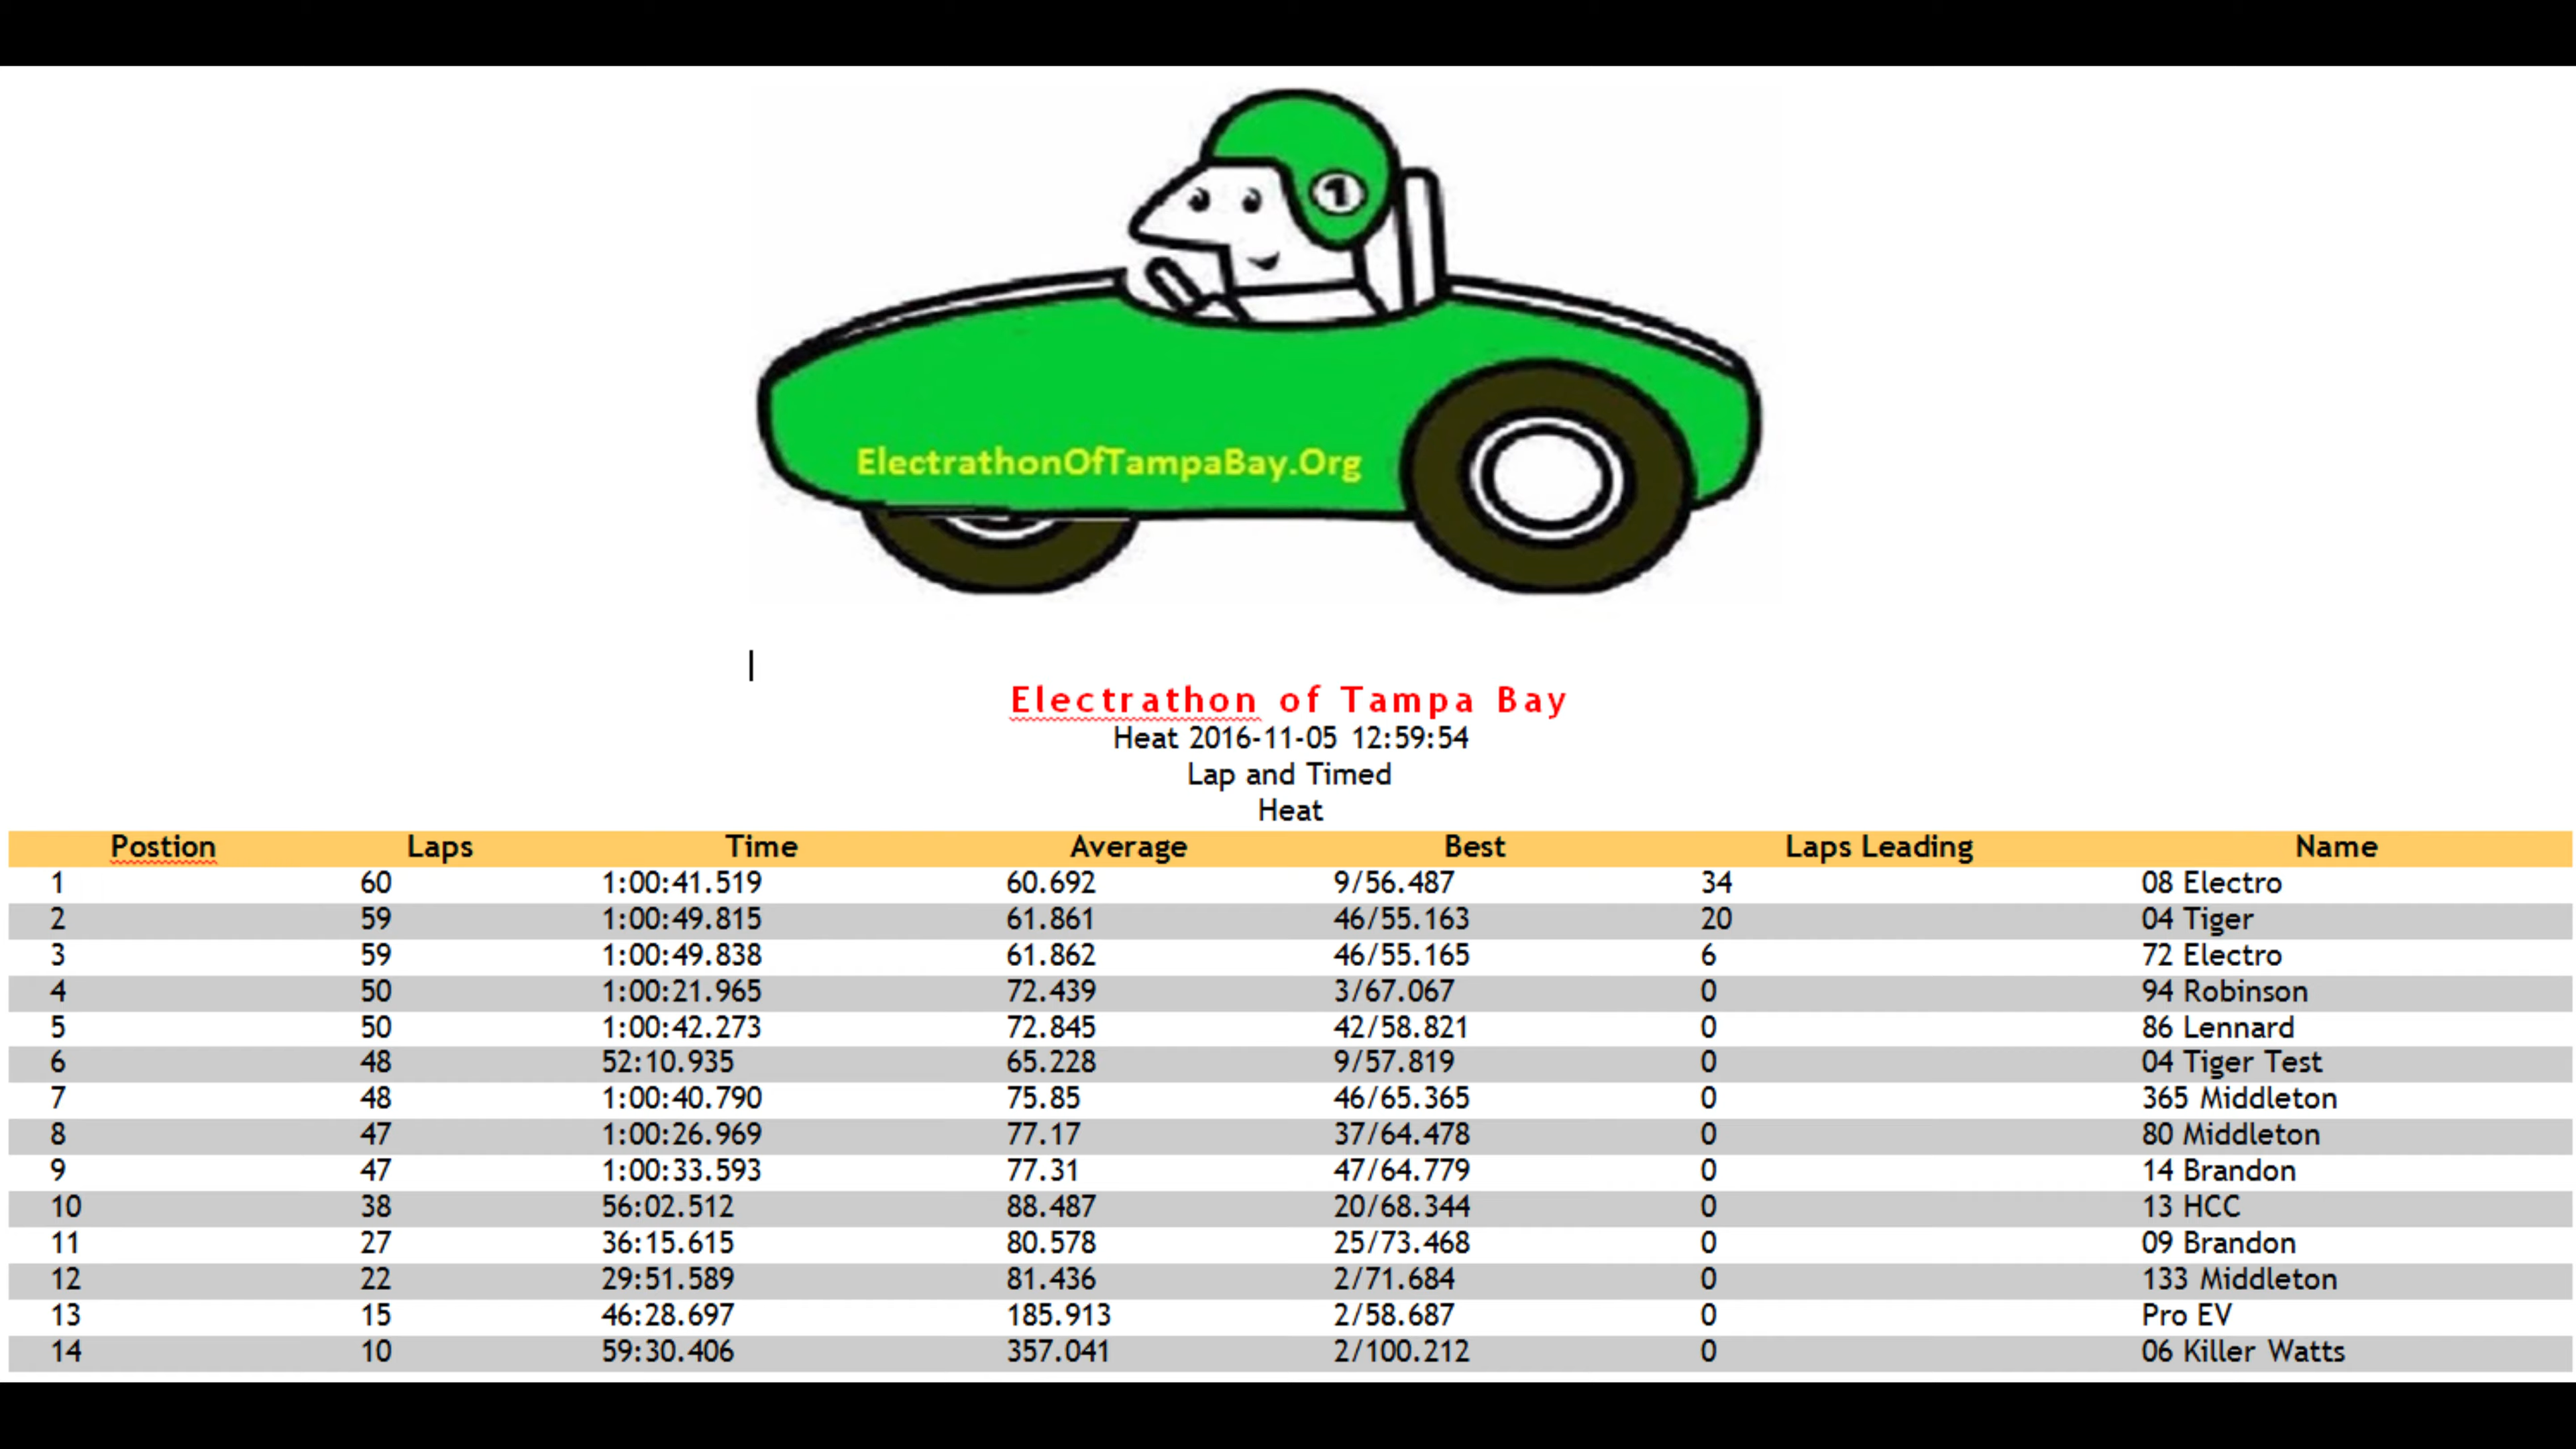 1
ElectrathonOfTampaBay.Org
Electrathon of Tampa Bay
Heat 2016-11-05 12:59:54
Lap and Timed
Heat
Postion Laps Time Average Best Laps Leading Name
1 60 1:00:41.519 60.692 9/56.487 34 08 Electro
2 59 1:00:49.815 61.861 46/55.163 20 04 Tiger
3 59 1:00:49.838 61.862 46/55.165 6 72 Electro
4 50 1:00:21.965 72.439 3/67.067 0 94 Robinson
5 50 1:00:42.273 72.845 42/58.821 0 86 Lennard
6 48 52:10.935 65.228 9/57.819 0 04 Tiger Test
7 48 1:00:40.790 75.85 46/65.365 0 365 Middleton
8 47 1:00:26.969 77.17 37/64.478 0 80 Middleton
9 47 1:00:33.593 77.31 47/64.779 0 14 Brandon
10 38 56:02.512 88.487 20/68.344 0 13 HCC
11 27 36:15.615 80.578 25/73.468 0 09 Brandon
12 22 29:51.589 81.436 2/71.684 0 133 Middleton
13 15 46:28.697 185.913 2/58.687 0 Pro EV
14 10 59:30.406 357.041 2/100.212 0 06 Killer Watts